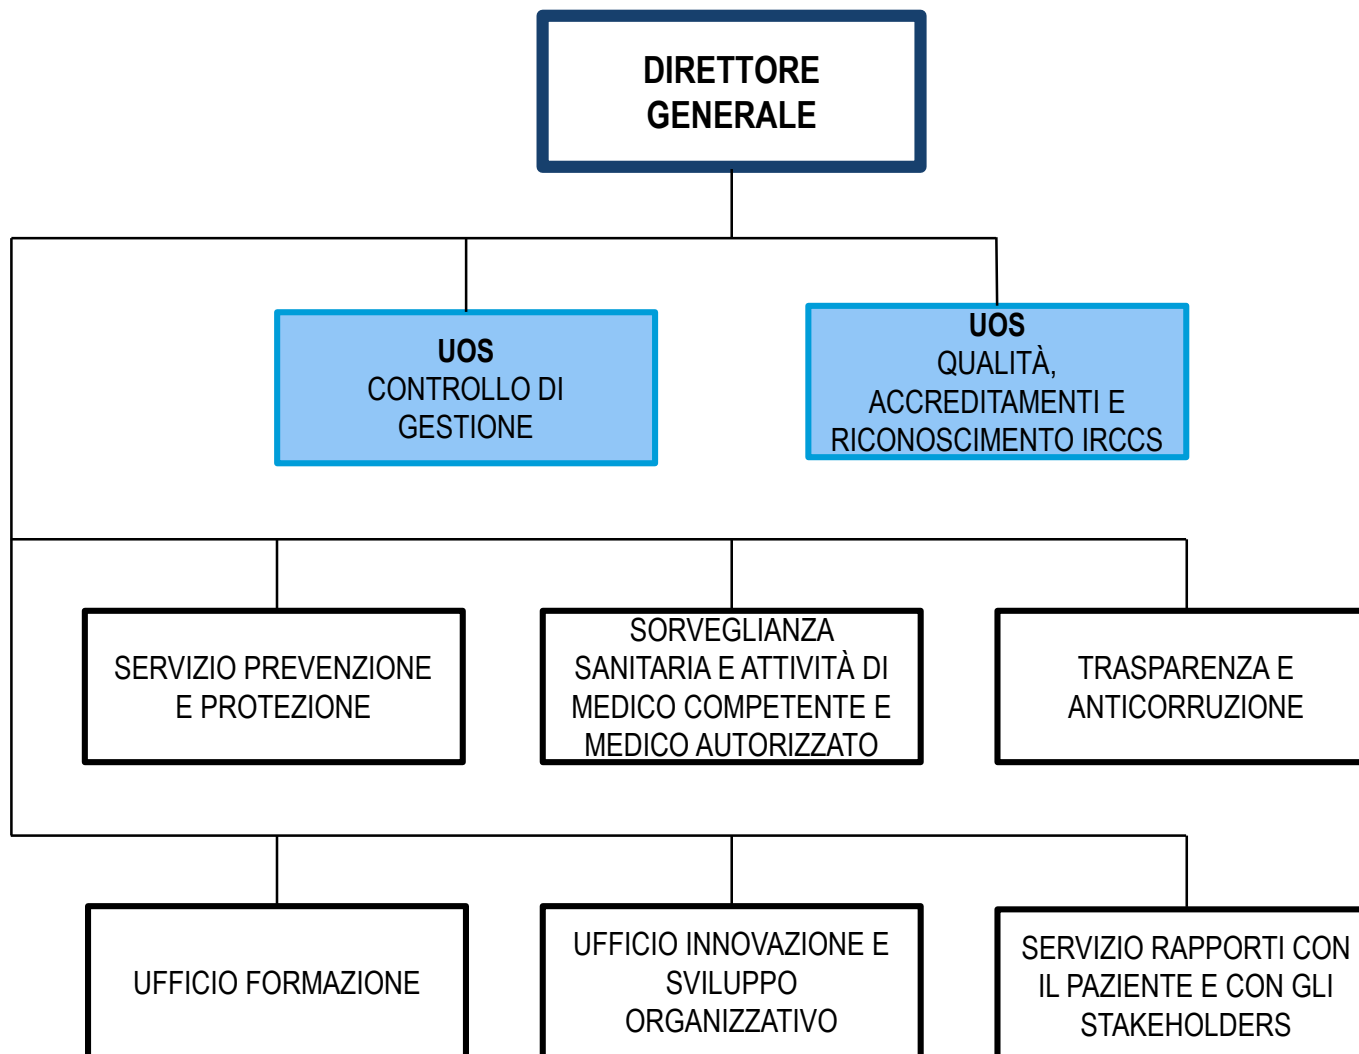 DIRETTORE
GENERALE
UOS
CONTROLLO DI
GESTIONE
UOS
QUALITÀ,
ACCREDITAMENTI E
RICONOSCIMENTO IRCCS
SERVIZIO PREVENZIONE
E PROTEZIONE
SORVEGLIANZA
SANITARIA E ATTIVITÀ DI
MEDICO COMPETENTE E
MEDICO AUTORIZZATO
TRASPARENZA E
ANTICORRUZIONE
UFFICIO FORMAZIONE
UFFICIO INNOVAZIONE E
SVILUPPO
ORGANIZZATIVO
SERVIZIO RAPPORTI CON
IL PAZIENTE E CON GLI
STAKEHOLDERS